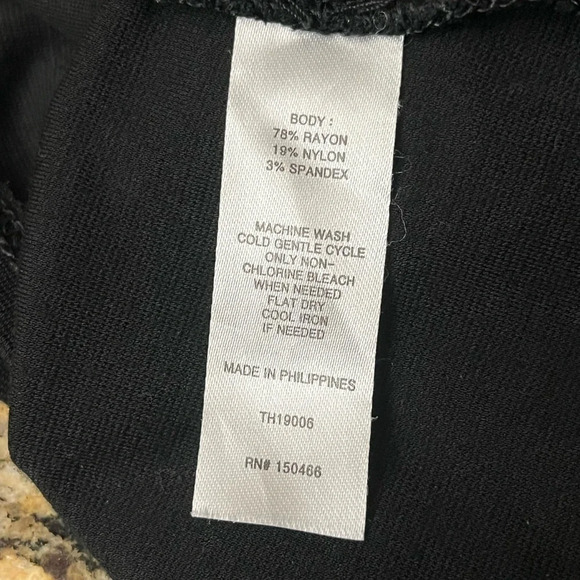 BODY :
78% RAYON
19% NYLON
3% SPANDEX
MACHINE WASH
COLD GENTLE CYCLE
ONLY NON-
CHLORINE BLEACH
WHEN NEEDED
FLAT DRY
COOL IRON
IF NEEDED
MADE IN PHILIPPINES
TH19006
RN# 150466